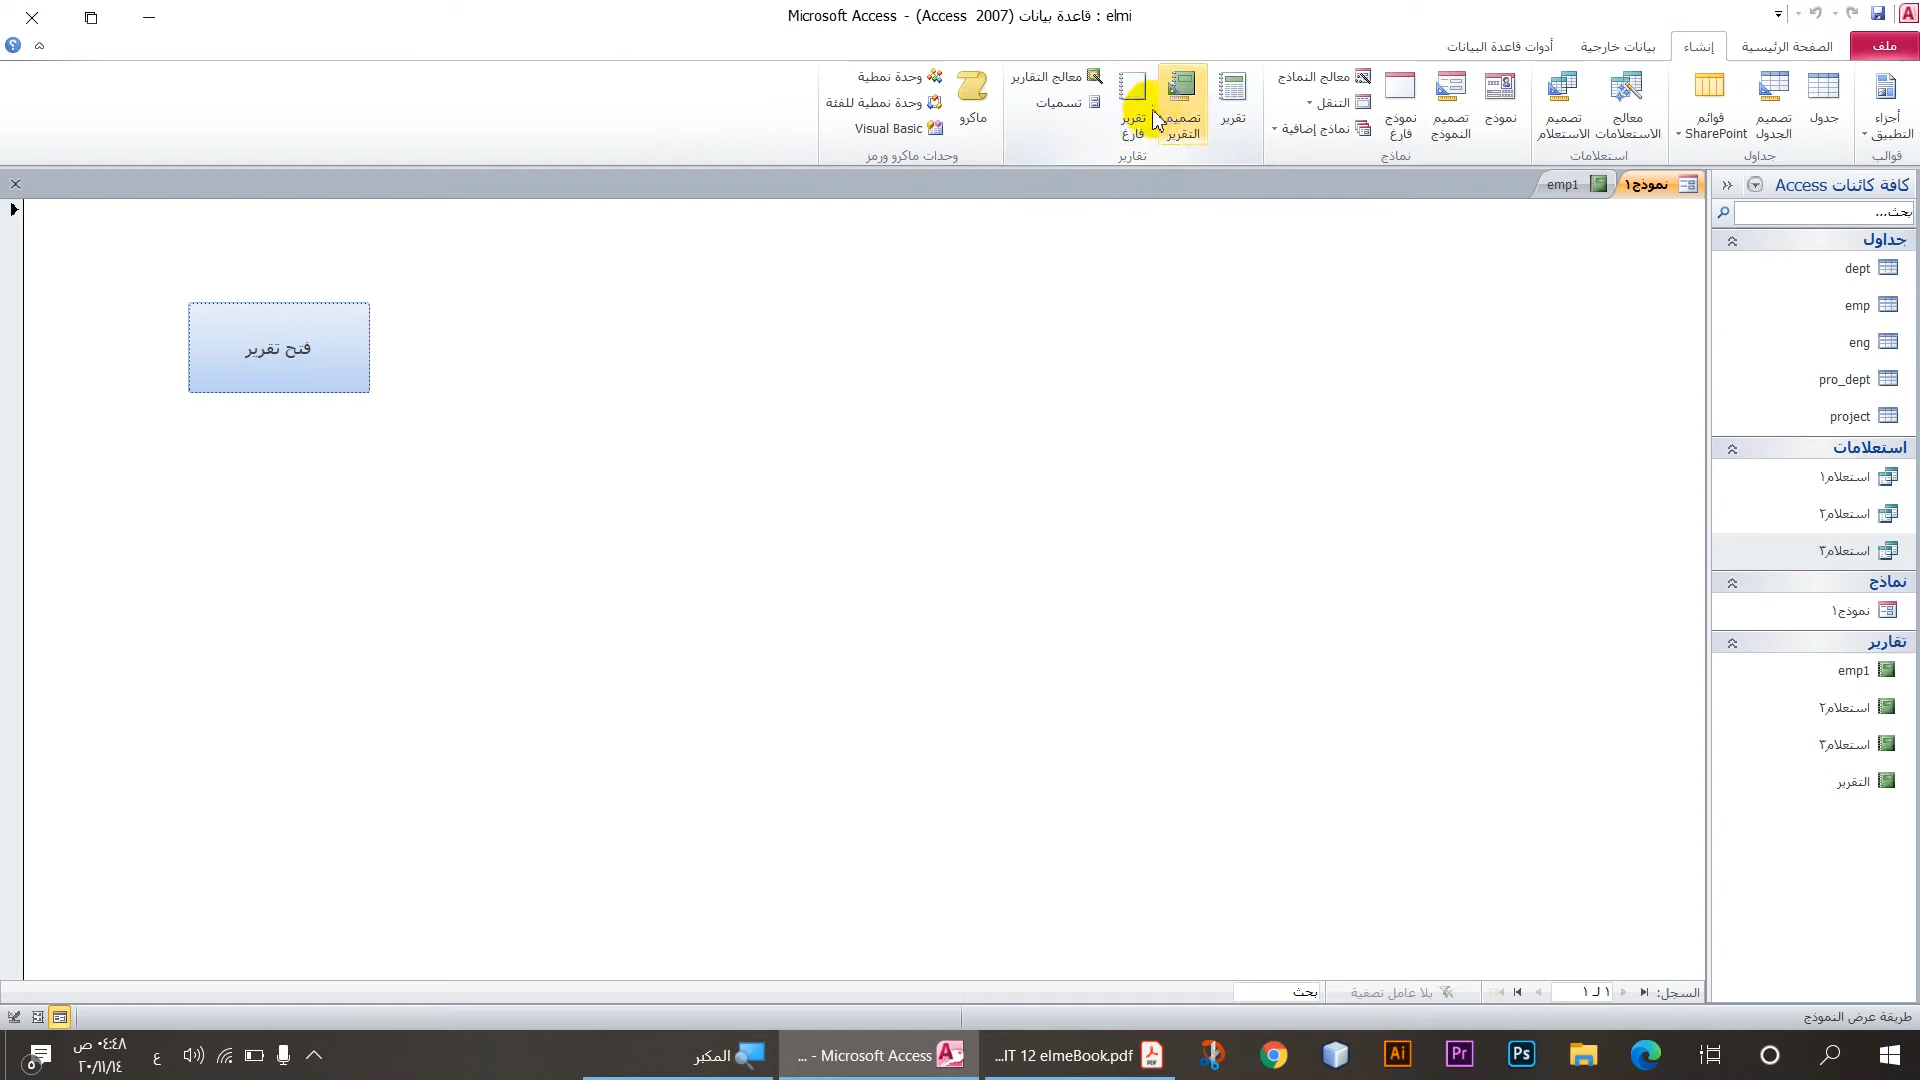 elmi : قاعدة بيانات (Access 2007) - Microsoft Access
ملف
الصفحة الرئيسية
إنشاء
بيانات خارجية
أدوات قاعدة البيانات
أجزاء التطبيق
قوالب
جدول
تصميم الجدول
قوائم SharePoint
جداول
معالج الاستعلامات
تصميم الاستعلام
استعلامات
نموذج
تصميم النموذج
نموذج فارغ
معالج النماذج
التنقل
نماذج إضافية
نماذج
تقرير
تصميم التقرير
تقرير فارغ
معالج التقارير
تسميات
تقارير
ماكرو
وحدة نمطية
وحدة نمطية للفئة
Visual Basic
وحدات ماكرو ورمز
كافة كائنات Access
نموذج١
emp1
بحث...
جداول
dept
emp
eng
pro_dept
project
استعلامات
استعلام١
استعلام٢
استعلام٣
نماذج
نموذج١
تقارير
emp1
استعلام٢
استعلام٣
التقرير
فتح تقرير
السجل:
١ لـ ١
بلا عامل تصفية
بحث
طريقة عرض النموذج
IT 12 elmeBook.pdf...
Microsoft Access - ...
المكبر
ع
٠٤:٤٨ ص
٢٠/١١/١٤
Ps
Pr
Ai